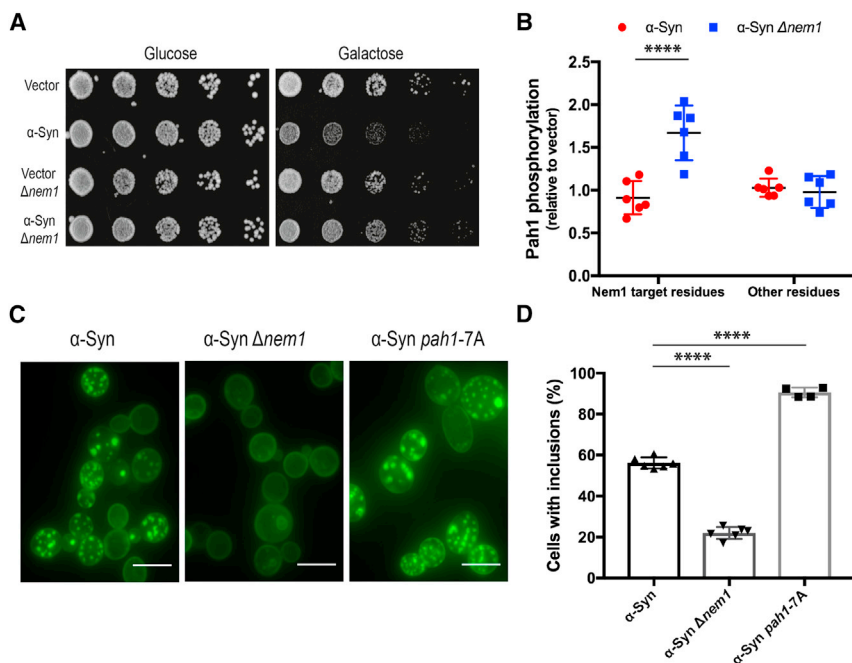 A
Glucose
Galactose
Vector
α-Syn
Vector
Δnem1
α-Syn
Δnem1
B
α-Syn
α-Syn Δnem1
****
Pah1 phosphorylation
(relative to vector)
2.5
2.0
1.5
1.0
0.5
0.0
Nem1 target residues
Other residues
C
α-Syn
α-Syn Δnem1
α-Syn pah1-7A
D
****
****
Cells with inclusions (%)
100
80
60
40
20
0
α-Syn
α-Syn Δnem1
α-Syn pah1-7A